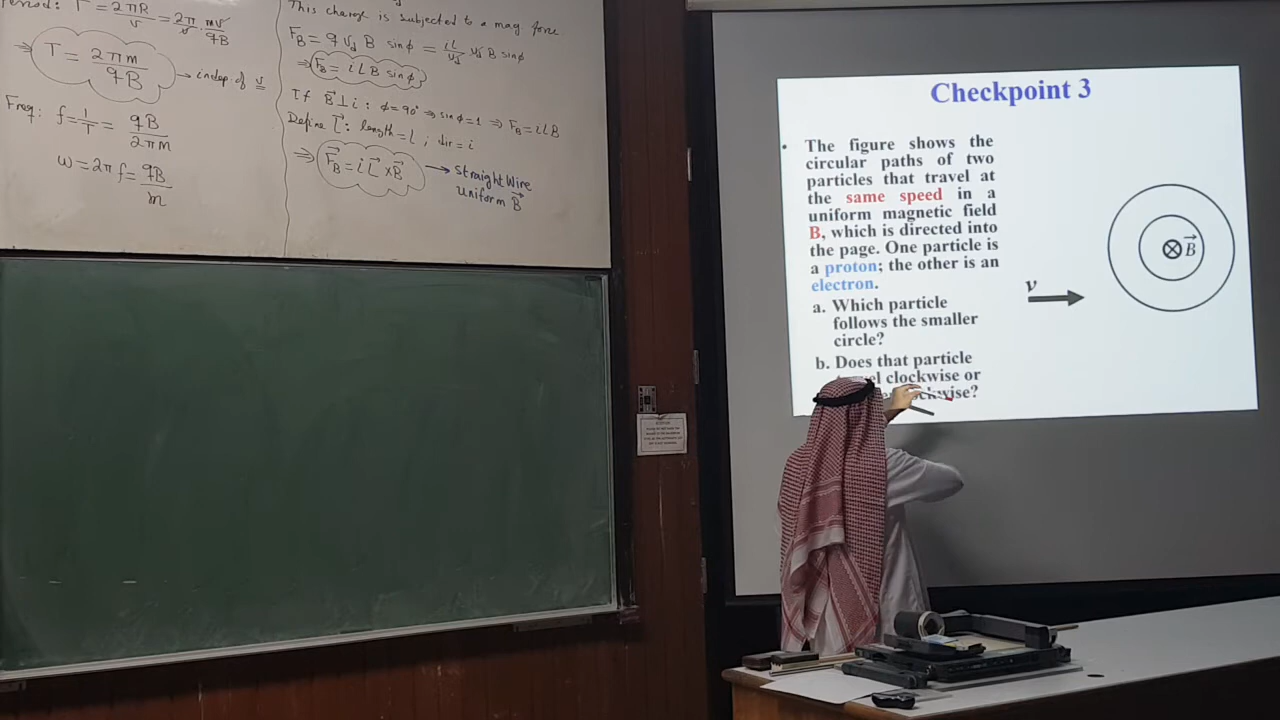 Period: T = 2πR/v = 2π/v · mv/qB
⇒ T = 2πm/qB → indep. of v
Freq: f = 1/T = qB/2πm
ω = 2πf = qB/m
This charge is subjected to a mag force
F_B = q v_d B sinϕ = iL/v_d v_d B sinϕ
⇒ F_B = i L B sinϕ
If B⃗ ⊥ i : ϕ = 90° ⇒ sinϕ = 1 ⇒ F_B = iLB
Define L⃗ : length = L ; dir = i
⇒ F⃗_B = i L⃗ × B⃗ → Straight Wire
Uniform B⃗
Checkpoint 3
• The figure shows the
circular paths of two
particles that travel at
the same speed in a
uniform magnetic field
B, which is directed into
the page. One particle is
a proton; the other is an
electron.
a. Which particle
follows the smaller
circle?
b. Does that particle
clockwise or
v
⊗ B⃗